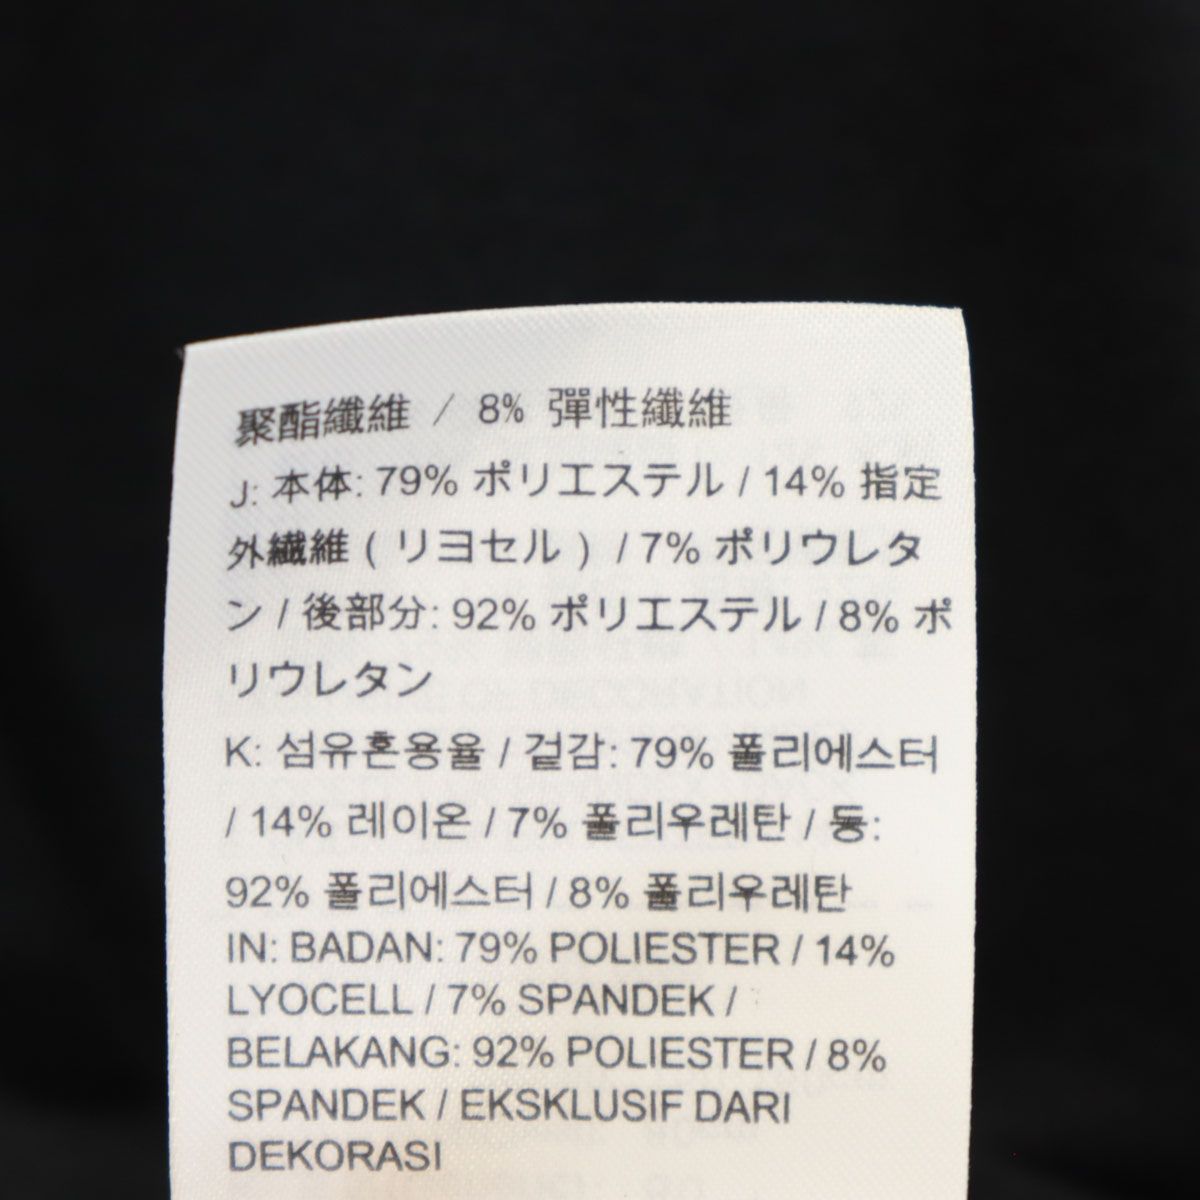 聚酯纖維 / 8% 彈性纖維
J: 本体: 79% ポリエステル / 14% 指定
外繊維 ( リヨセル ) / 7% ポリウレタ
ン / 後部分: 92% ポリエステル / 8% ポ
リウレタン
K: 섬유혼용율 / 겉감: 79% 폴리에스터
/ 14% 레이온 / 7% 폴리우레탄 / 등:
92% 폴리에스터 / 8% 폴리우레탄
IN: BADAN: 79% POLIESTER / 14%
LYOCELL / 7% SPANDEK /
BELAKANG: 92% POLIESTER / 8%
SPANDEK / EKSKLUSIF DARI
DEKORASI